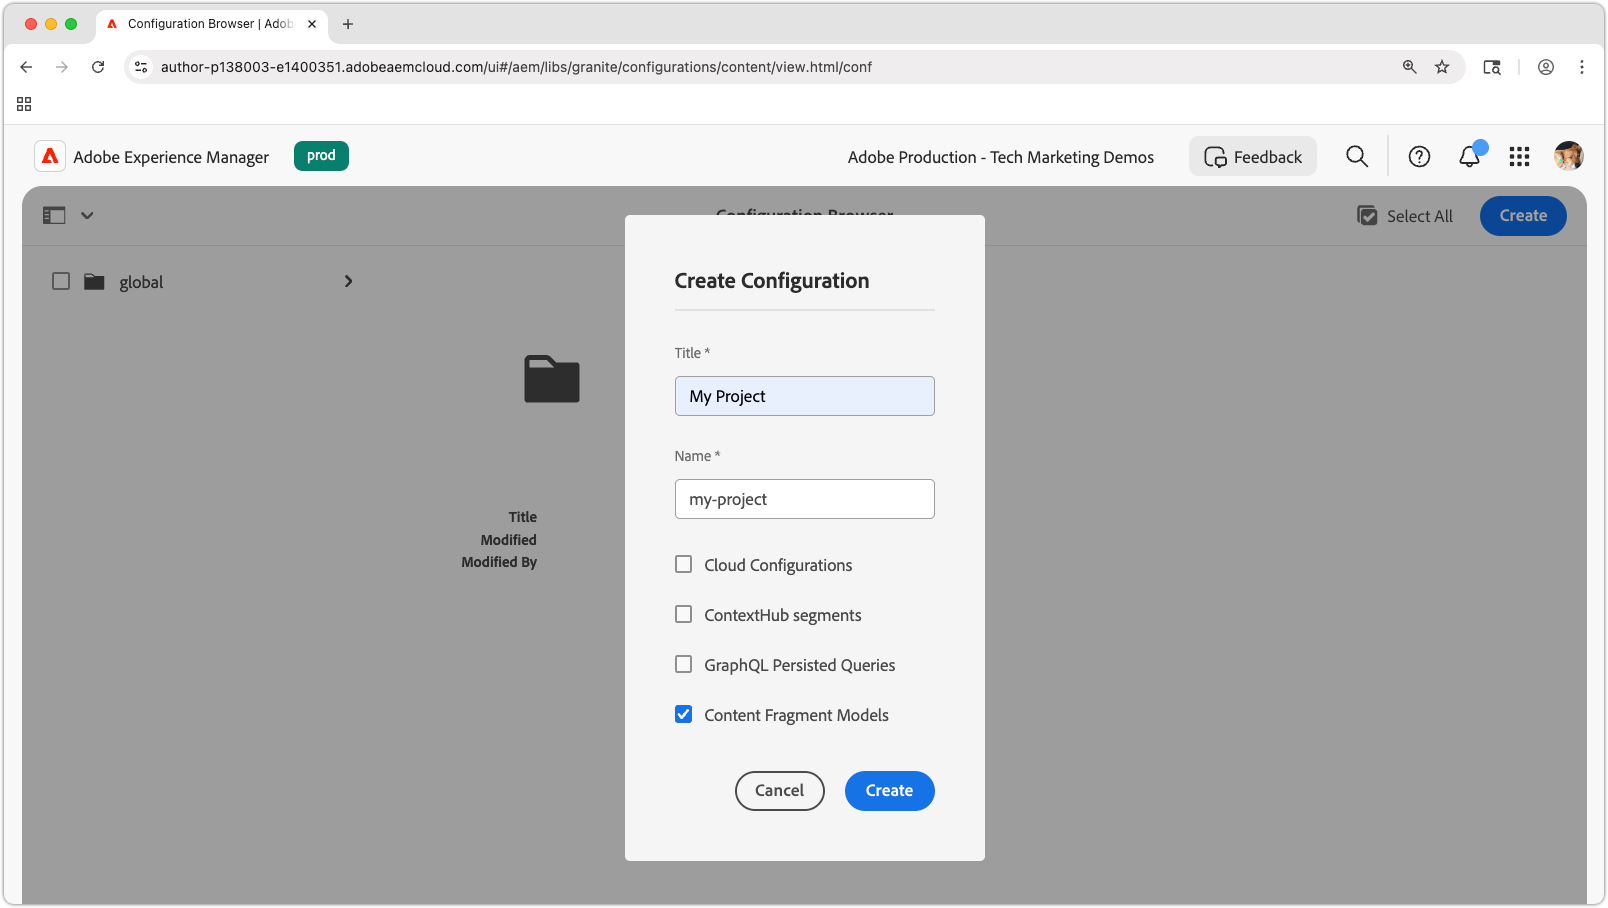 Configuration Browser | Adob
author-p138003-e1400351.adobeaemcloud.com/ui#/aem/libs/granite/configurations/content/view.html/conf
Adobe Experience Manager
prod
Adobe Production - Tech Marketing Demos
Feedback
Configuration Browser
Select All
Create
global
Title
Modified
Modified By
Create Configuration
Title *
My Project
Name *
my-project
Cloud Configurations
ContextHub segments
GraphQL Persisted Queries
Content Fragment Models
Cancel
Create